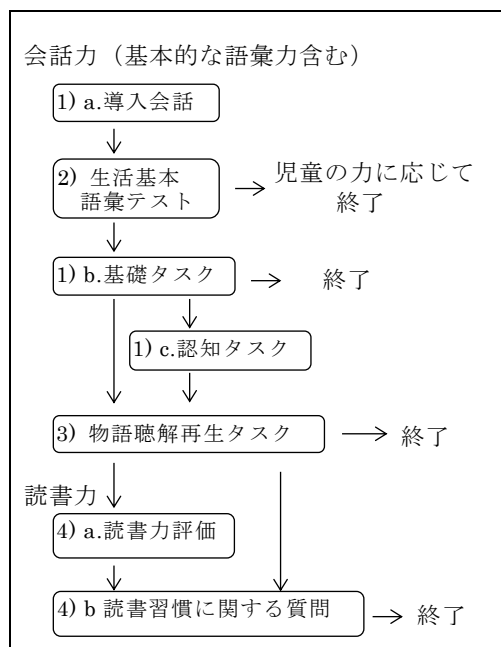 会話力（基本的な語彙力含む）
1) a.導入会話
2) 生活基本
語彙テスト
児童の力に応じて
終了
1) b.基礎タスク
終了
1) c.認知タスク
3) 物語聴解再生タスク
終了
読書力
4) a.読書力評価
4) b 読書習慣に関する質問
終了